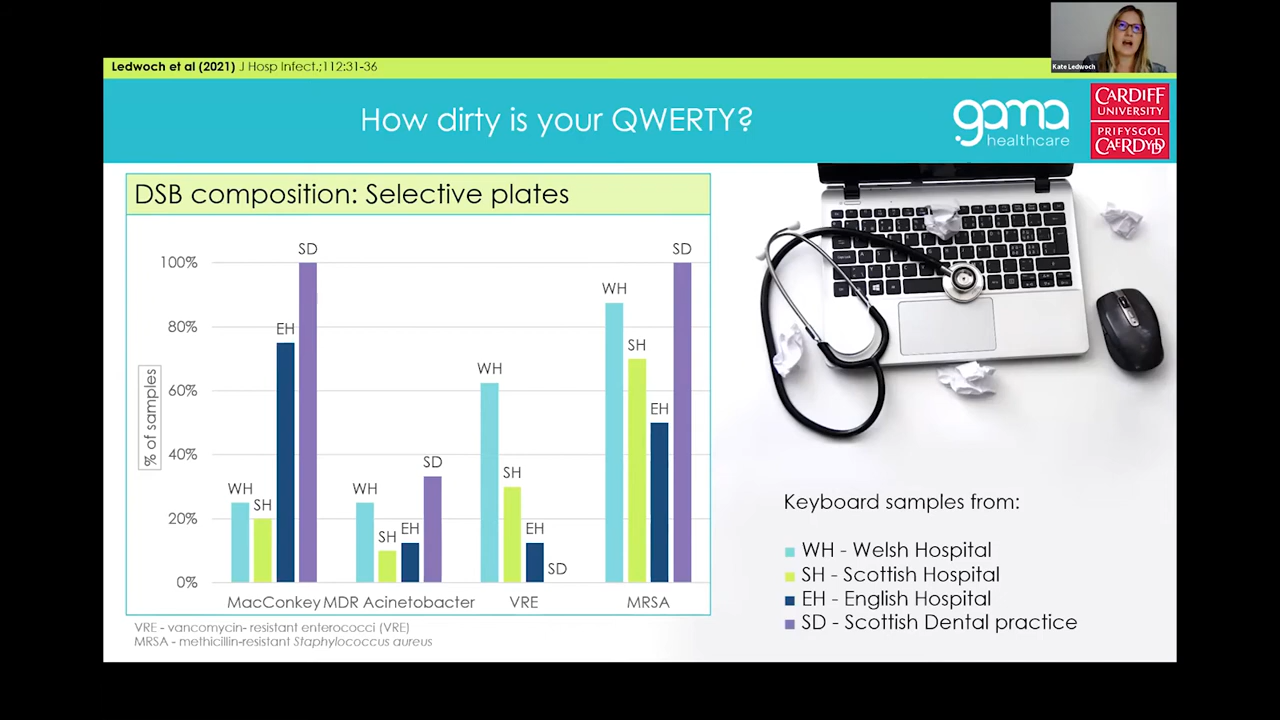 Kate Ledwoch
Ledwoch et al (2021) J Hosp Infect.;112:31-36
How dirty is your QWERTY?
gama
healthcare
CARDIFF
UNIVERSITY
PRIFYSGOL
CAERDYDD
DSB composition: Selective plates
% of samples
100%
80%
60%
40%
20%
0%
WH
SH
EH
SD
WH
SH
EH
SD
WH
SH
EH
SD
WH
SH
EH
SD
MacConkey
MDR Acinetobacter
VRE
MRSA
VRE - vancomycin- resistant enterococci (VRE)
MRSA - methicillin-resistant Staphylococcus aureus
Keyboard samples from:
WH - Welsh Hospital
SH - Scottish Hospital
EH - English Hospital
SD - Scottish Dental practice